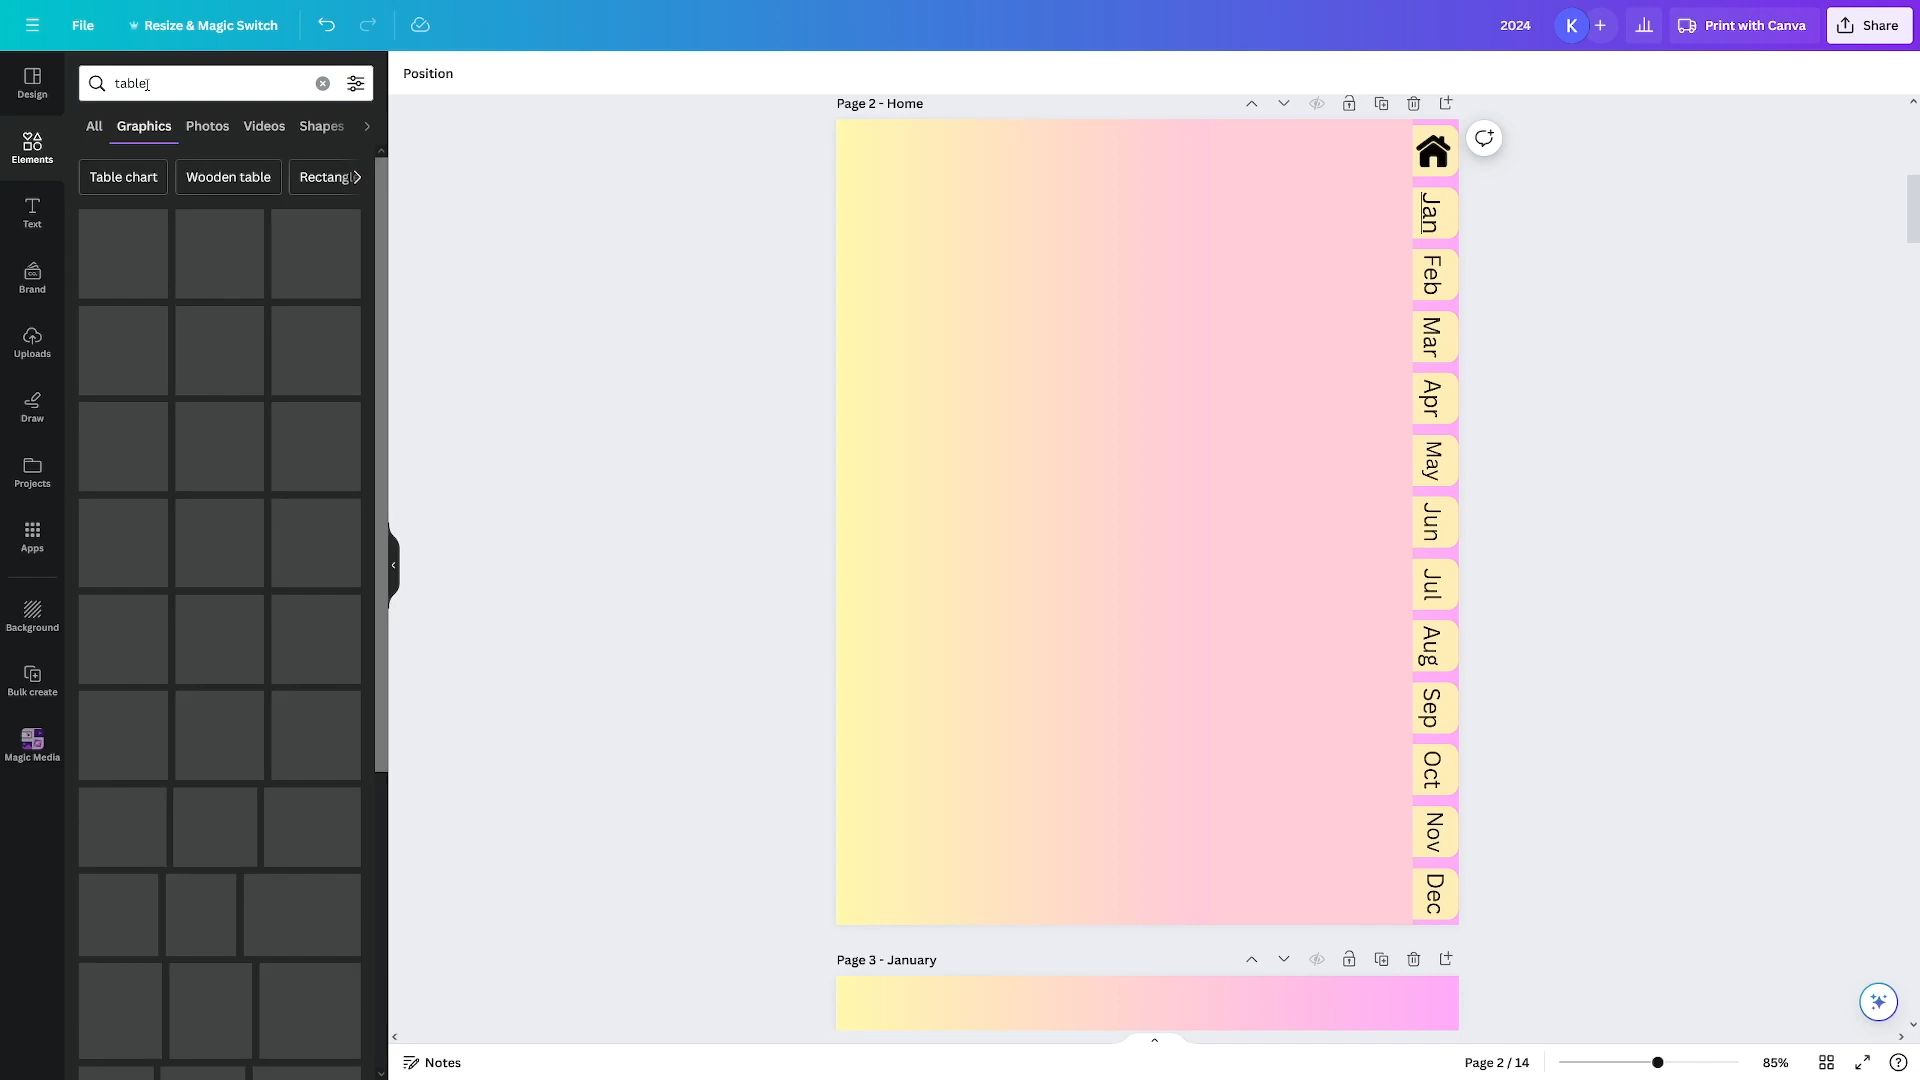 File
Resize & Magic Switch
2024
K
Print with Canva
Share
Design
Elements
Text
Brand
Uploads
Draw
Projects
Apps
Background
Bulk create
Magic Media
table
All
Graphics
Photos
Videos
Shapes
Table chart
Wooden table
Position
Page 2 - Home
Jan
Feb
Mar
Apr
May
Jun
Jul
Aug
Sep
Oct
Nov
Dec
Page 3 - January
Notes
Page 2 / 14
85%